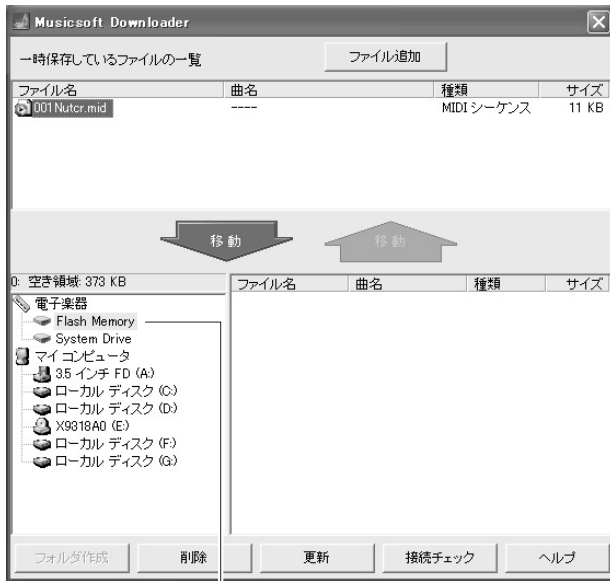 Musicsoft Downloader
一時保存しているファイルの一覧
ファイル追加
ファイル名 曲名 種類 サイズ
001Nutcr.mid ---- MIDIシーケンス 11 KB
移動 移動
0: 空き領域: 373 KB
ファイル名 曲名 種類 サイズ
電子楽器
Flash Memory
System Drive
マイ コンピュータ
3.5 インチ FD (A:)
ローカル ディスク (C:)
ローカル ディスク (D:)
X9318A0 (E:)
ローカル ディスク (F:)
ローカル ディスク (G:)
フォルダ作成 削除 更新 接続チェック ヘルプ